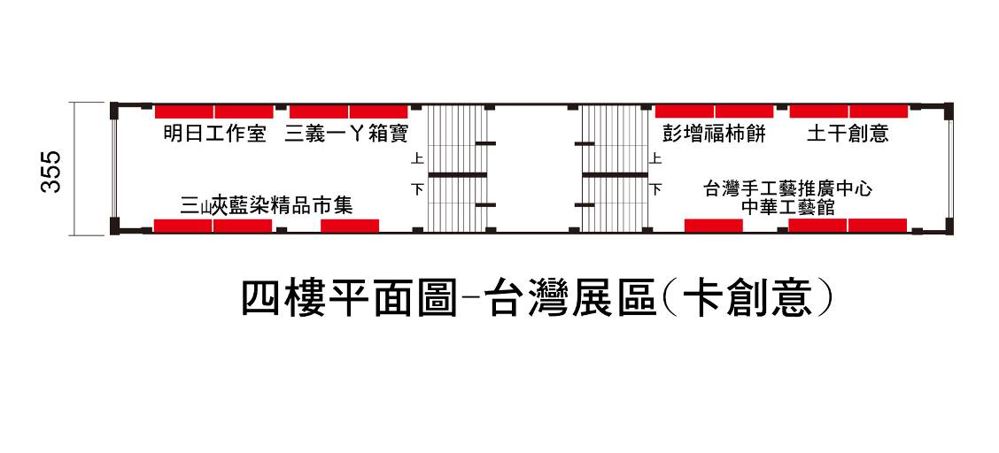 明日工作室
三義一ㄚ箱寶
彭增福柿餅
土干創意
355
上
下
上
下
三山夾藍染精品市集
台灣手工藝推廣中心
中華工藝館
四樓平面圖-台灣展區(卡創意)